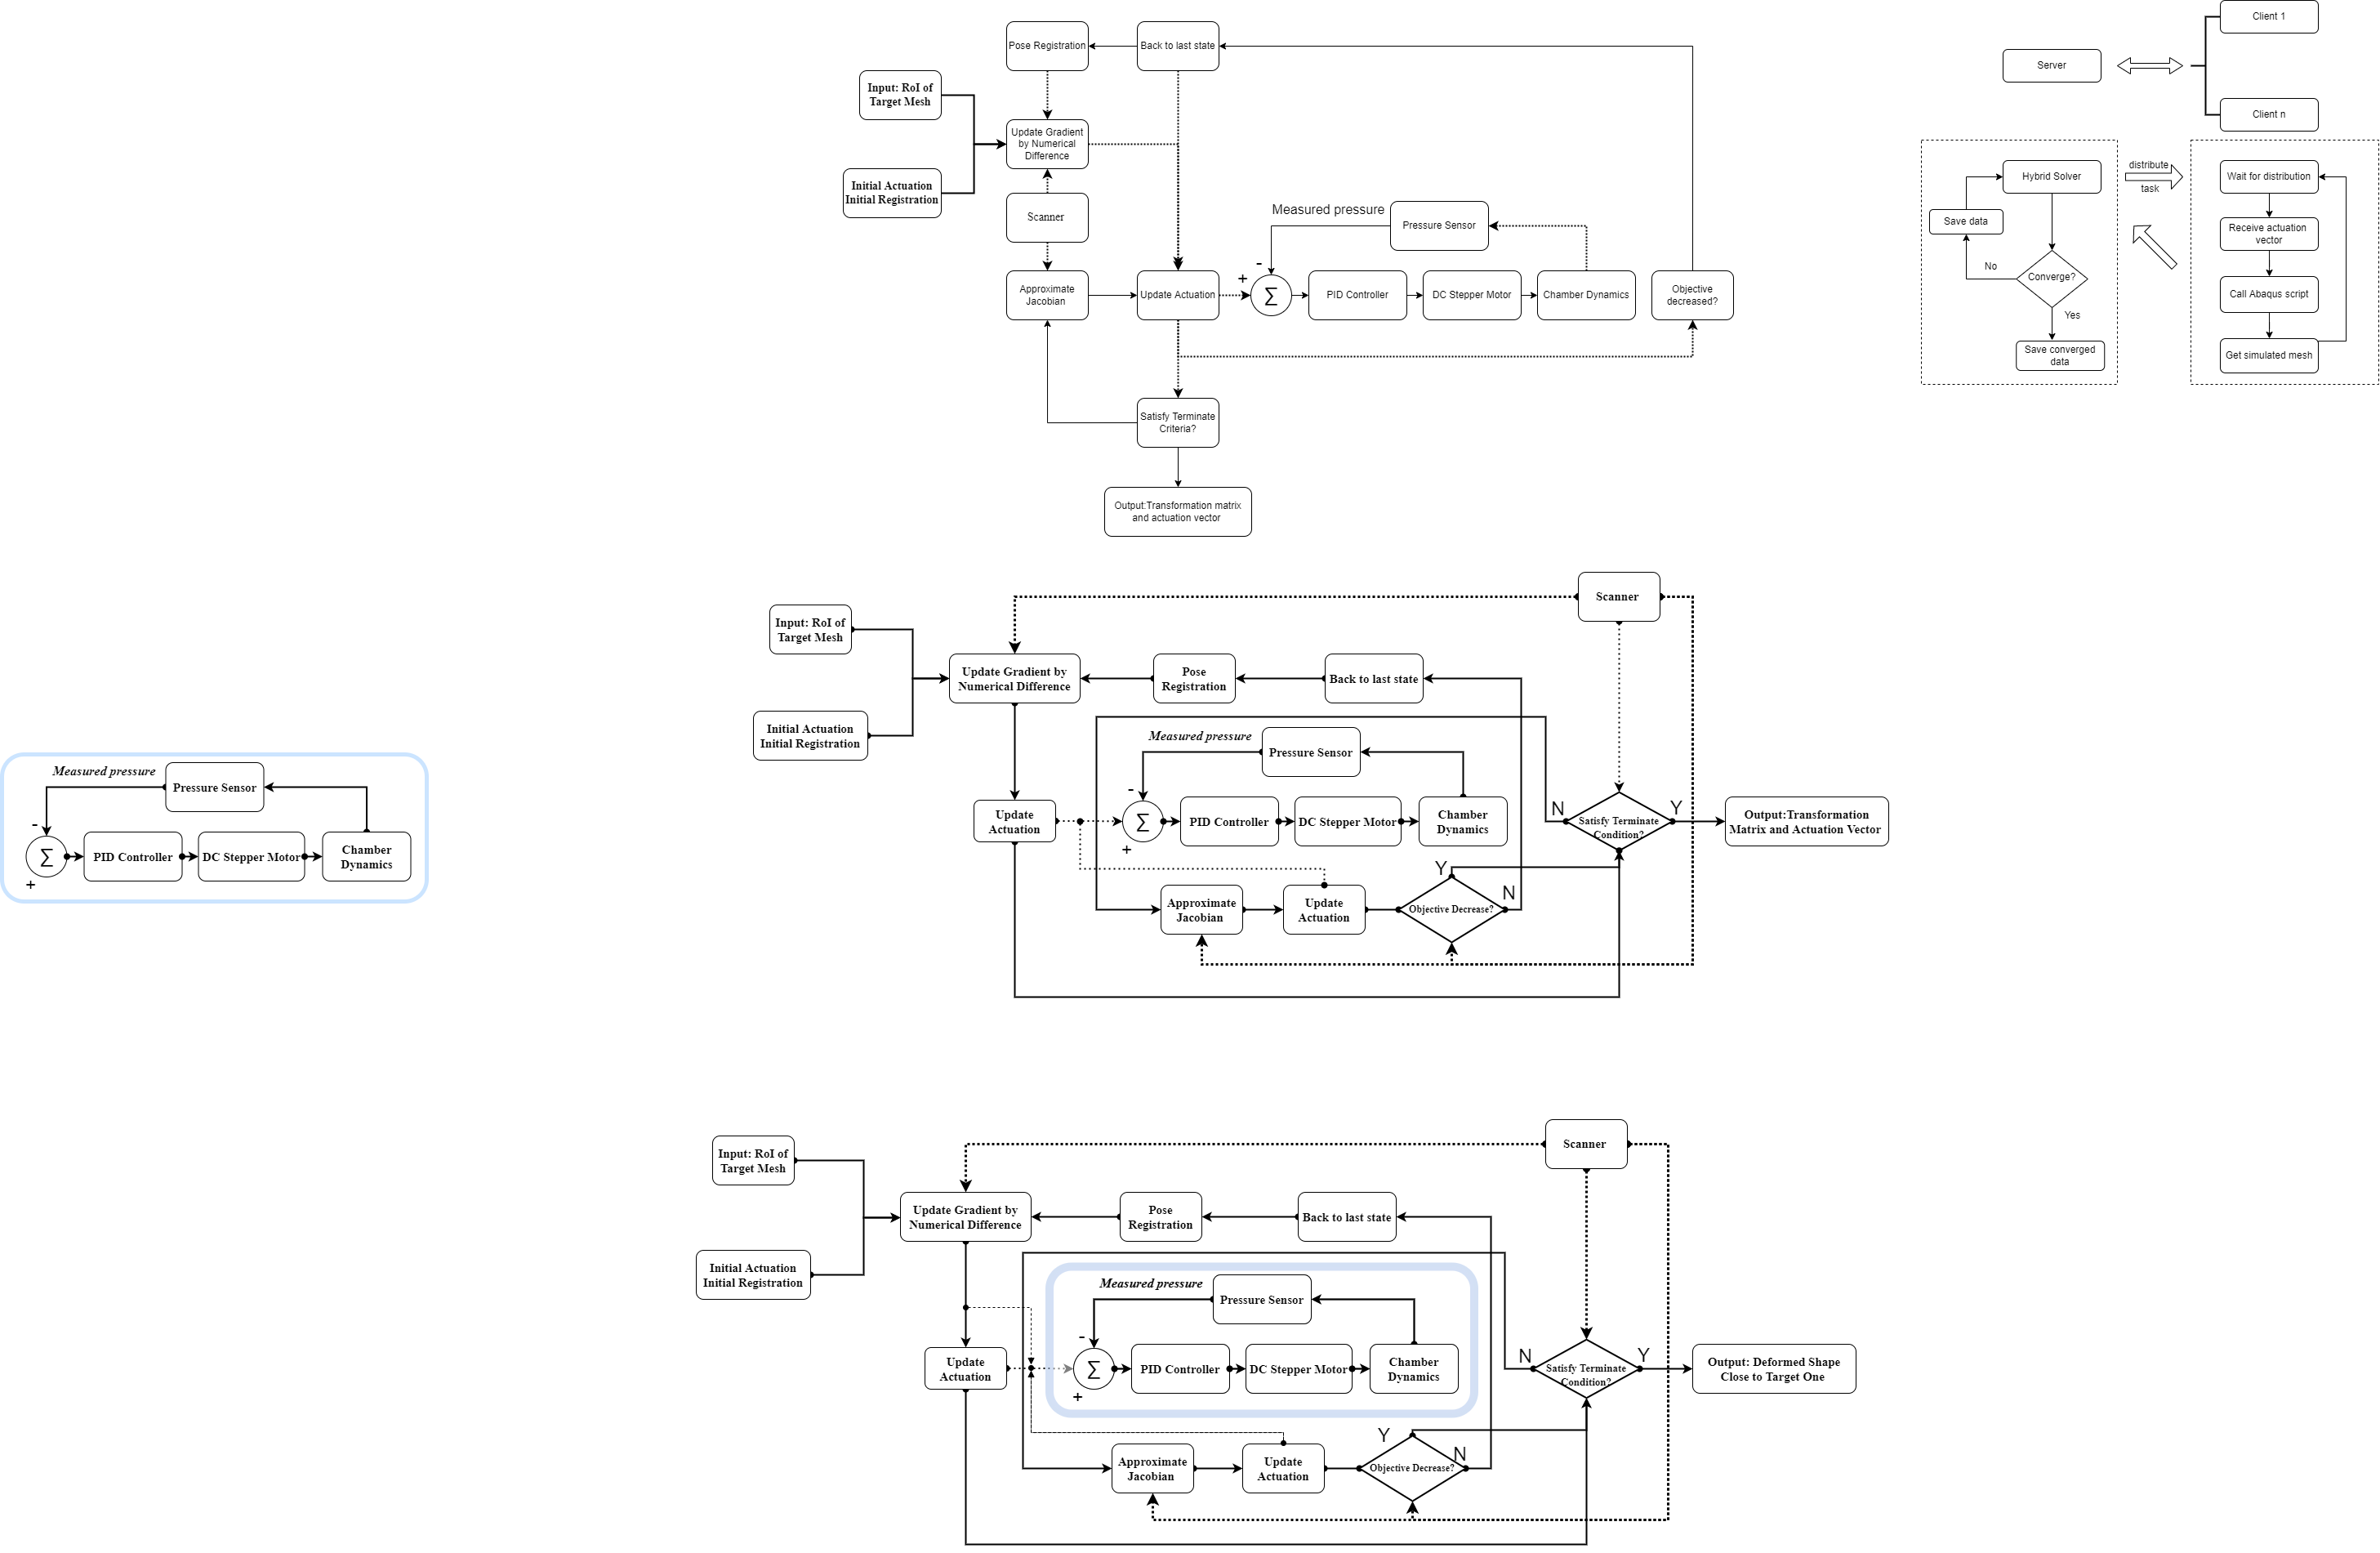 Pose Registration
Back to last state
Input: RoI of
Target Mesh
Update Gradient
by Numerical
Difference
Initial Actuation
Initial Registration
Scanner
Measured pressure
Pressure Sensor
-
+
Approximate
Jacobian
Update Actuation
∑
PID Controller
DC Stepper Motor
Chamber Dynamics
Objective
decreased?
Satisfy Terminate
Criteria?
Output:Transformation matrix
and actuation vector
Client 1
Server
Client n
Hybrid Solver
distribute
task
Wait for distribution
Save data
Receive actuation
vector
No
Converge?
Call Abaqus script
Yes
Save converged
data
Get simulated mesh
Scanner
Input: RoI of
Target Mesh
Update Gradient by
Numerical Difference
Pose
Registration
Back to last state
Initial Actuation
Initial Registration
Measured pressure
Pressure Sensor
-
Update
Actuation
∑
+
PID Controller
DC Stepper Motor
Chamber
Dynamics
N
Satisfy Terminate
Condition?
Y
Output:Transformation
Matrix and Actuation Vector
Approximate
Jacobian
Update
Actuation
Y
Objective Decrease?
N
Measured pressure
Pressure Sensor
-
∑
+
PID Controller
DC Stepper Motor
Chamber
Dynamics
Scanner
Input: RoI of
Target Mesh
Update Gradient by
Numerical Difference
Pose
Registration
Back to last state
Initial Actuation
Initial Registration
Measured pressure
Pressure Sensor
-
Update
Actuation
∑
+
PID Controller
DC Stepper Motor
Chamber
Dynamics
N
Satisfy Terminate
Condition?
Y
Output: Deformed Shape
Close to Target One
Approximate
Jacobian
Update
Actuation
Y
Objective Decrease?
N